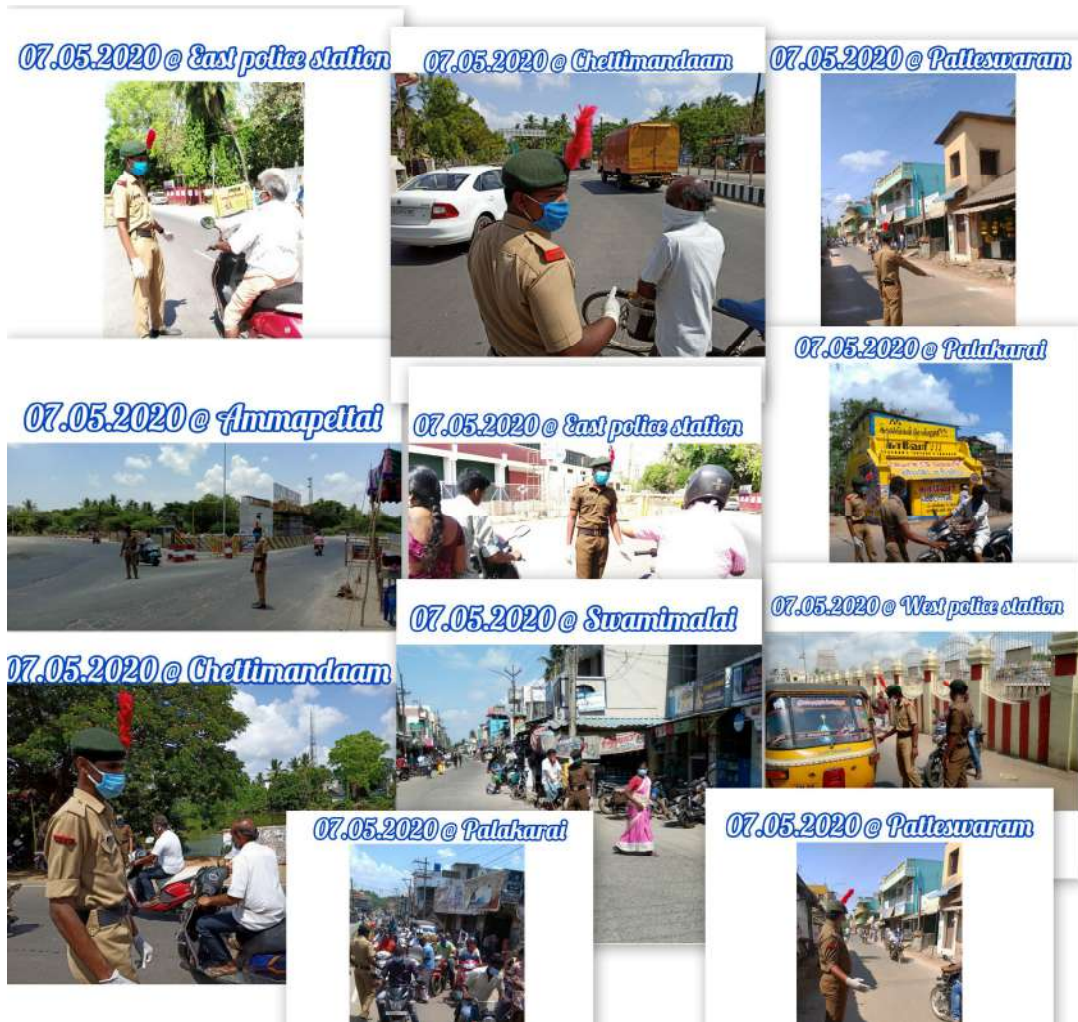 07.05.2020 @ East police station
07.05.2020 @ Chettimandaam
07.05.2020 @ Patteswaram
07.05.2020 @ Palakarai
07.05.2020 @ Ammapettai
07.05.2020 @ East police station
காவேரி
07.05.2020 @ Swamimalai
07.05.2020 @ West police station
07.05.2020 @ Chettimandaam
07.05.2020 @ Palakarai
07.05.2020 @ Patteswaram